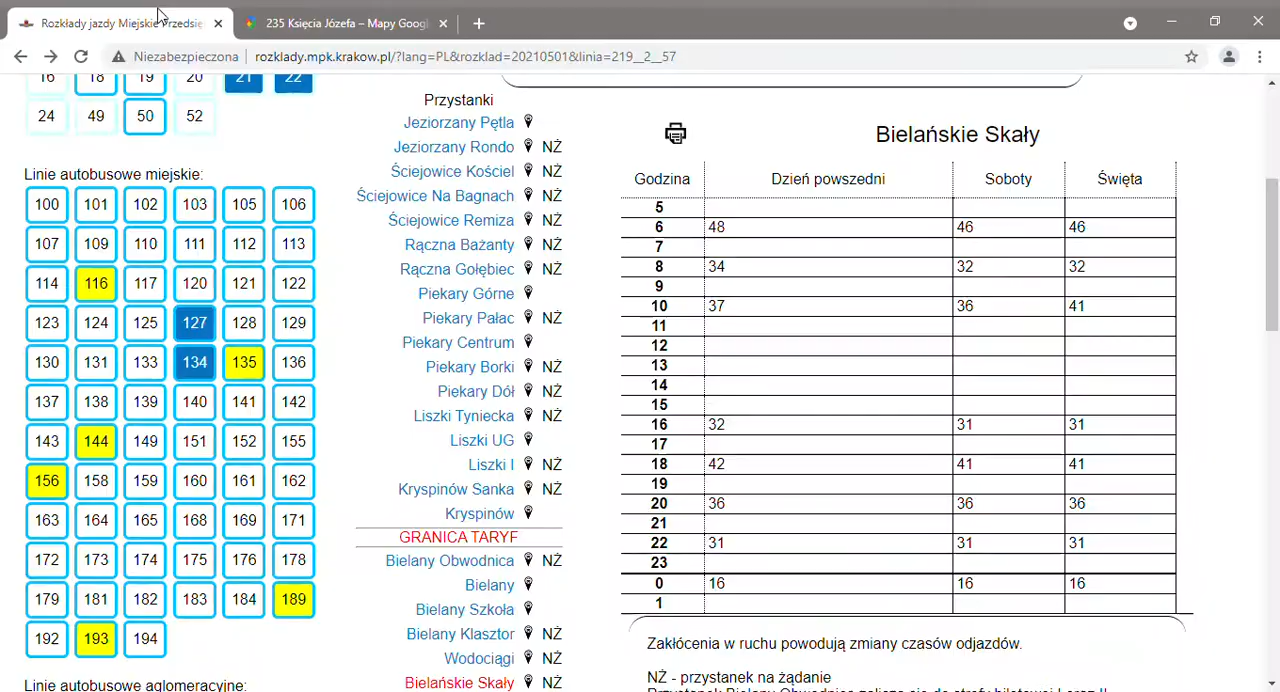 Rozkłady jazdy Miejskie Przedsię
235 Księcia Józefa – Mapy Googl
Niezabezpieczona
rozklady.mpk.krakow.pl/?lang=PL&rozklad=20210501&linia=219__2__57
16 18 19 20 21 22
24 49 50 52
Linie autobusowe miejskie:
100 101 102 103 105 106
107 109 110 111 112 113
114 116 117 120 121 122
123 124 125 127 128 129
130 131 133 134 135 136
137 138 139 140 141 142
143 144 149 151 152 155
156 158 159 160 161 162
163 164 165 168 169 171
172 173 174 175 176 178
179 181 182 183 184 189
192 193 194
Linie autobusowe aglomeracyjne:
Przystanki
Jeziorzany Pętla
Jeziorzany Rondo NŻ
Ściejowice Kościel NŻ
Ściejowice Na Bagnach NŻ
Ściejowice Remiza NŻ
Rączna Bażanty NŻ
Rączna Gołębiec NŻ
Piekary Górne
Piekary Pałac NŻ
Piekary Centrum
Piekary Borki NŻ
Piekary Dół NŻ
Liszki Tyniecka NŻ
Liszki UG
Liszki I NŻ
Kryspinów Sanka NŻ
Kryspinów
GRANICA TARYF
Bielany Obwodnica NŻ
Bielany
Bielany Szkoła
Bielany Klasztor NŻ
Wodociągi NŻ
Bielańskie Skały NŻ
Bielańskie Skały
Godzina Dzień powszedni Soboty Święta
5
6 48 46 46
7
8 34 32 32
9
10 37 36 41
11
12
13
14
15
16 32 31 31
17
18 42 41 41
19
20 36 36 36
21
22 31 31 31
23
0 16 16 16
1
Zakłócenia w ruchu powodują zmiany czasów odjazdów.
NŻ - przystanek na żądanie
Przystanek Bielany Obwodnica zalicza się do strefy biletowej I oraz II